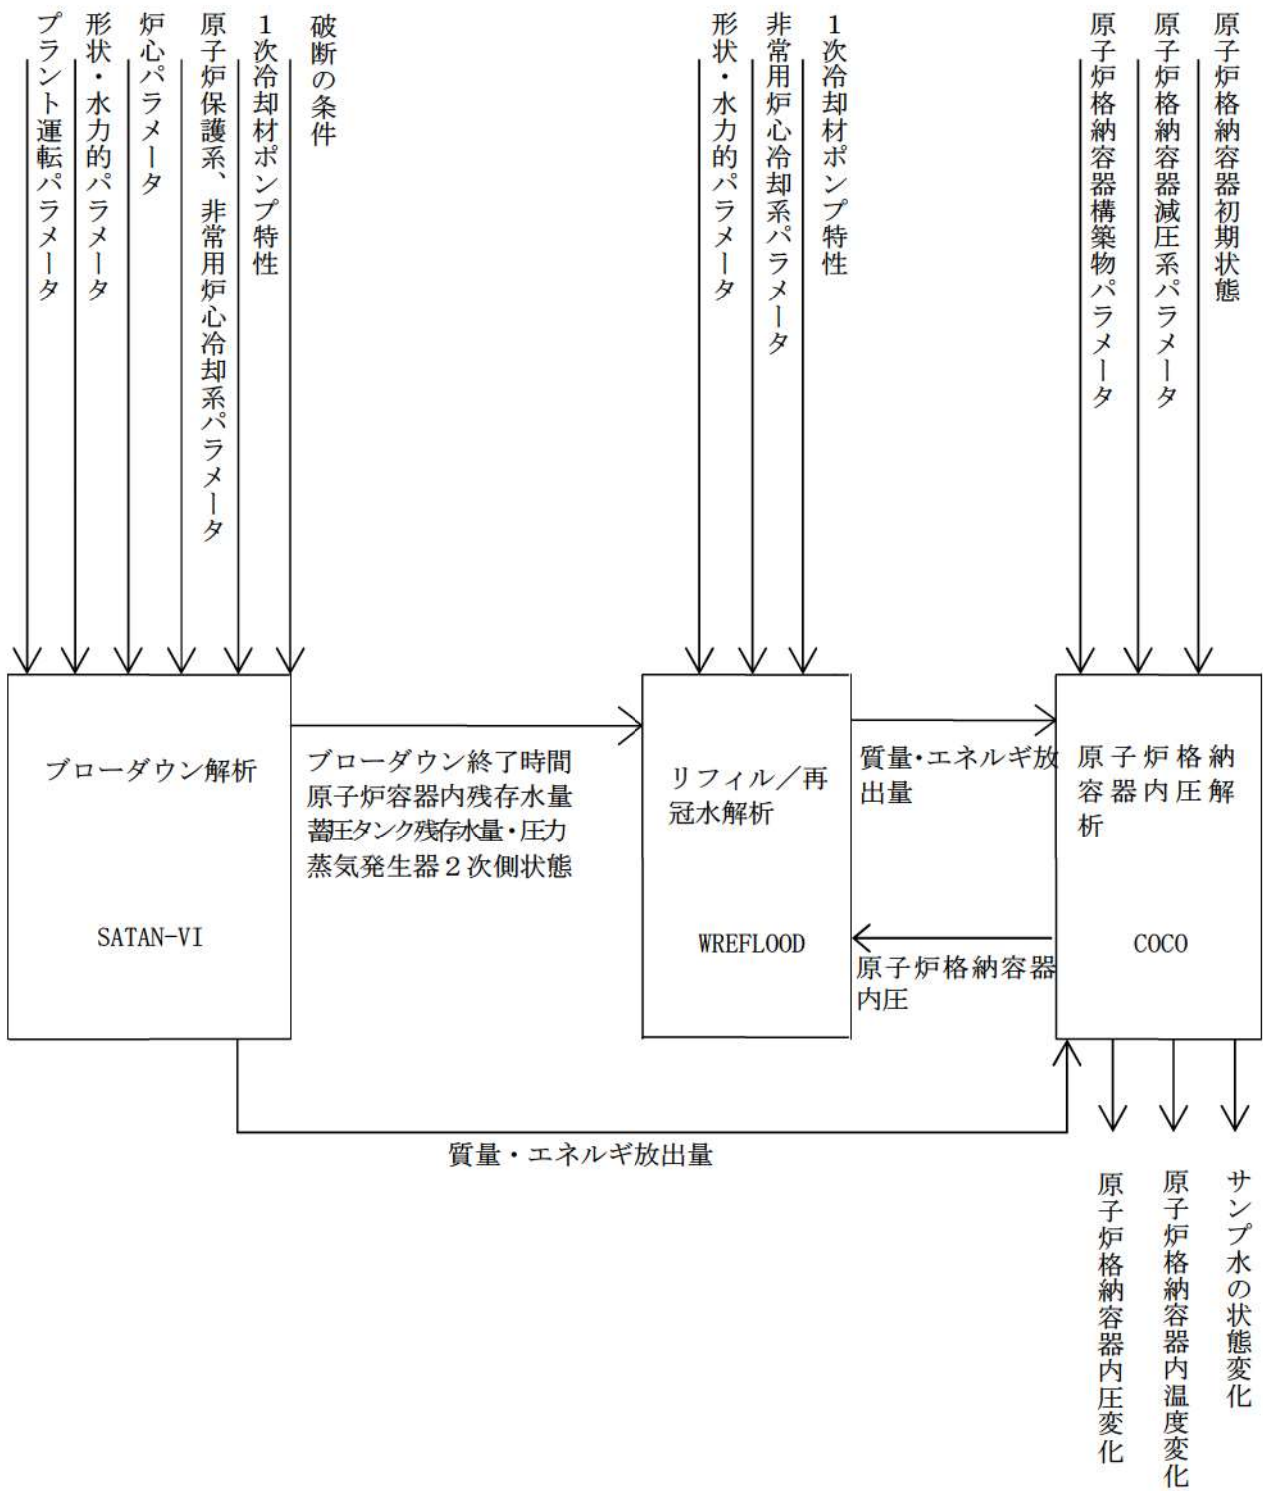 プラント運転パラメータ
形状・水力的パラメータ
炉心パラメータ
原子炉保護系、非常用炉心冷却系パラメータ
１次冷却材ポンプ特性
破断の条件
形状・水力的パラメータ
非常用炉心冷却系パラメータ
１次冷却材ポンプ特性
原子炉格納容器構築物パラメータ
原子炉格納容器減圧系パラメータ
原子炉格納容器初期状態
ブローダウン解析
SATAN-VI
ブローダウン終了時間
原子炉容器内残存水量
蓄圧タンク残存水量・圧力
蒸気発生器２次側状態
リフィル／再
冠水解析
WREFLOOD
質量・エネルギ放
出量
原子炉格納容器
内圧
原子炉格納
容器内圧解
析
COCO
質量・エネルギ放出量
原子炉格納容器内圧変化
原子炉格納容器内温度変化
サンプ水の状態変化